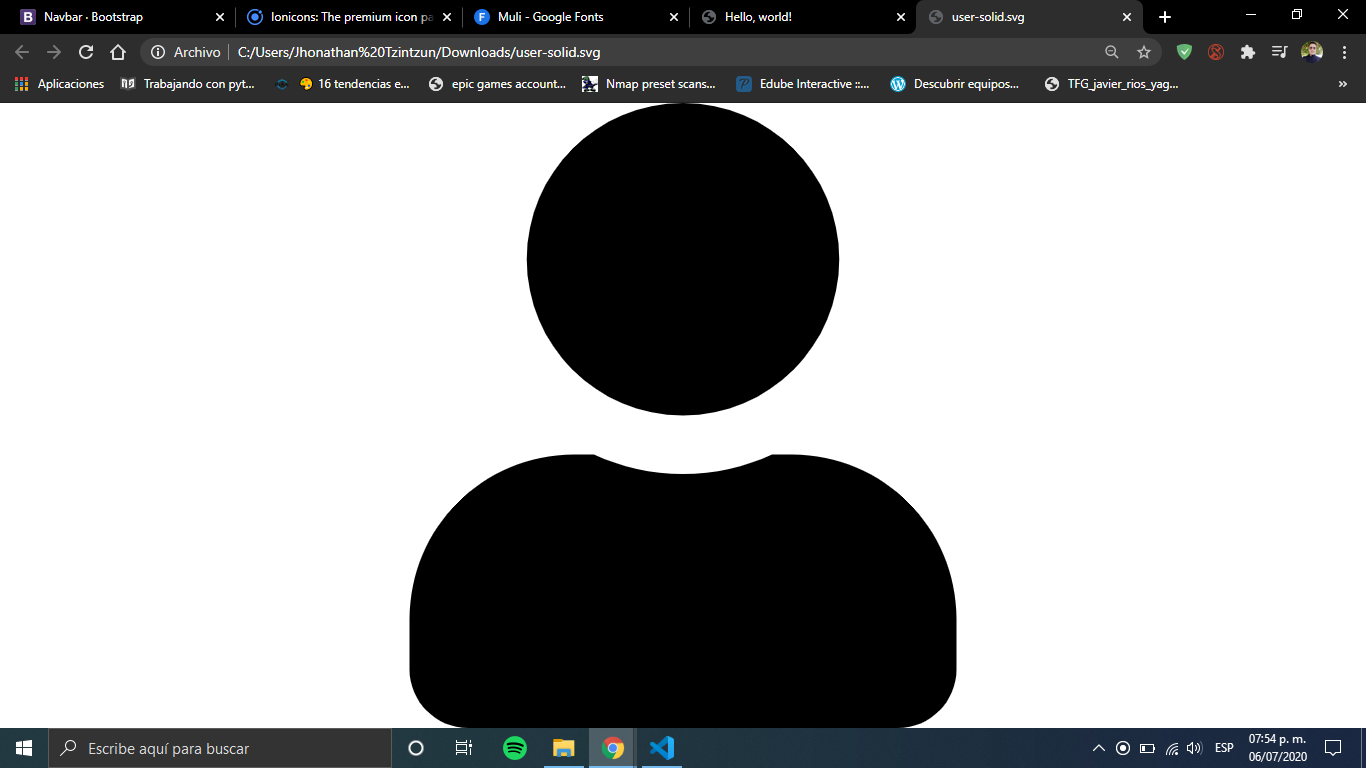 Navbar · Bootstrap
Ionicons: The premium icon pa
Muli - Google Fonts
Hello, world!
user-solid.svg
Archivo
C:/Users/Jhonathan%20Tzintzun/Downloads/user-solid.svg
Aplicaciones
Trabajando con pyt...
16 tendencias e...
epic games account...
Nmap preset scans...
Edube Interactive ::...
Descubrir equipos...
TFG_javier_rios_yag...
»
Escribe aquí para buscar
ESP
07:54 p. m.
06/07/2020